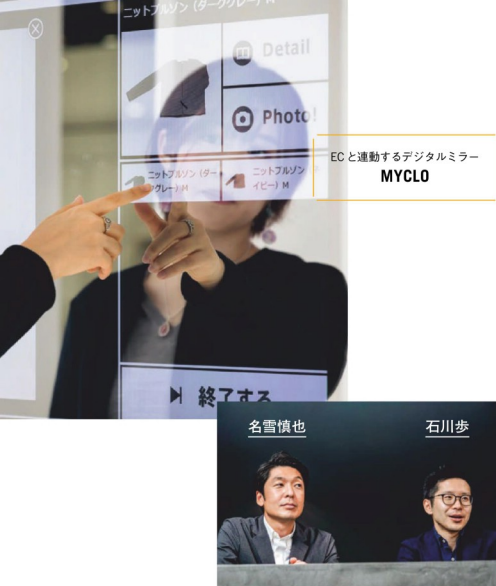 ニットブルゾン (ダークグレー) M
Detail
Photo!
ニットブルゾン (ダー
クグレー) M
ニットブルゾン
イビー) M
終了する
ECと連動するデジタルミラー
MYCLO
名雪慎也
石川歩